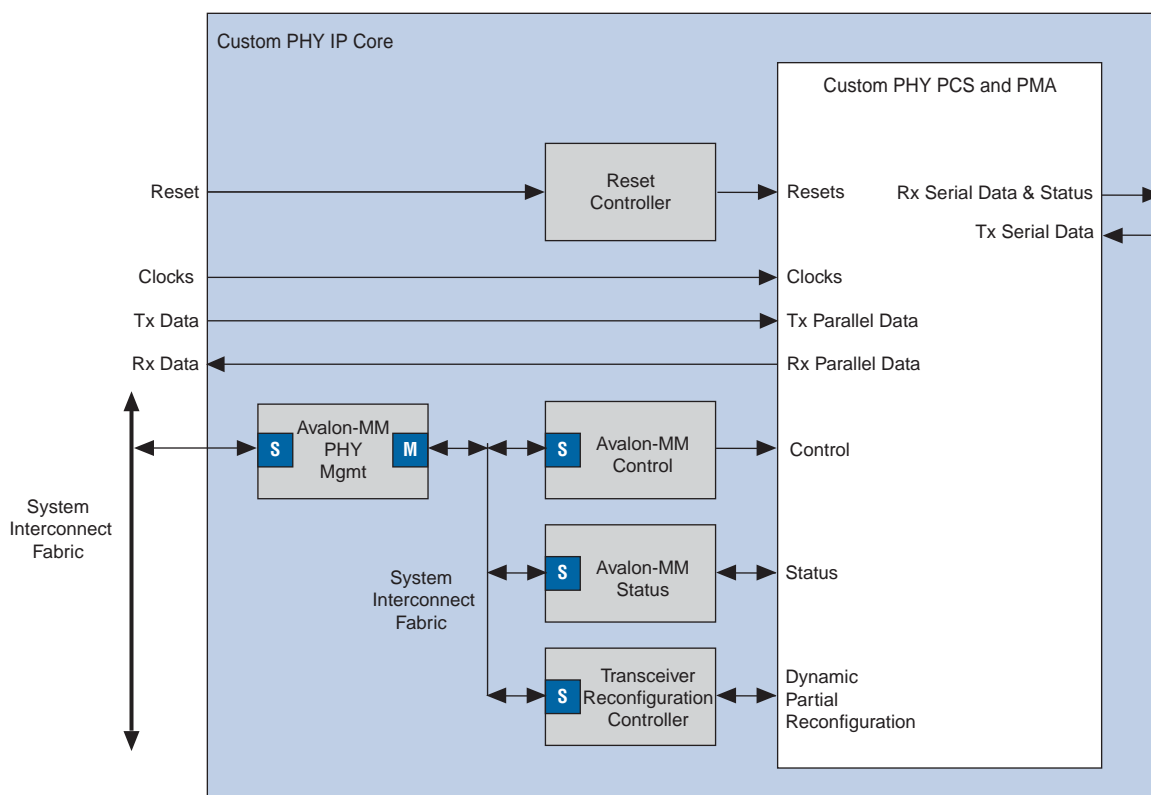 Custom PHY IP Core
Custom PHY PCS and PMA
Reset
Reset
Controller
Resets
Rx Serial Data & Status
Tx Serial Data
Clocks
Clocks
Tx Data
Tx Parallel Data
Rx Data
Rx Parallel Data
S
Avalon-MM
PHY
Mgmt
M
S
Avalon-MM
Control
Control
System
Interconnect
Fabric
System
Interconnect
Fabric
S
Avalon-MM
Status
Status
S
Transceiver
Reconfiguration
Controller
Dynamic
Partial
Reconfiguration